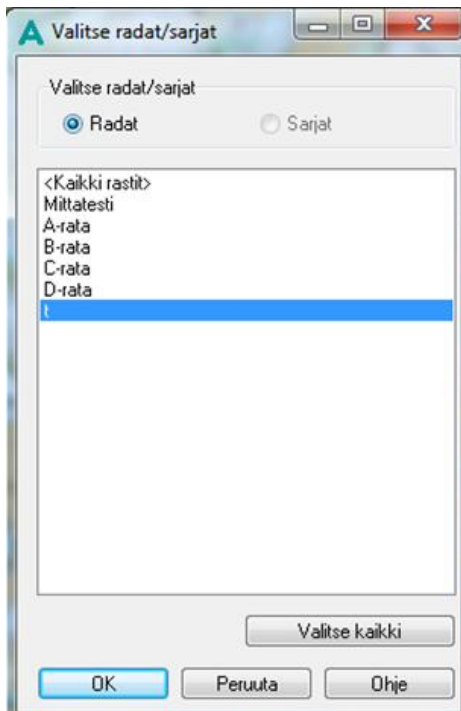 Valitse radat/sarjat
Valitse radat/sarjat
Radat
Sarjat
<Kaikki rastit>
Mittatesti
A-rata
B-rata
C-rata
D-rata
t
Valitse kaikki
OK
Peruuta
Ohje